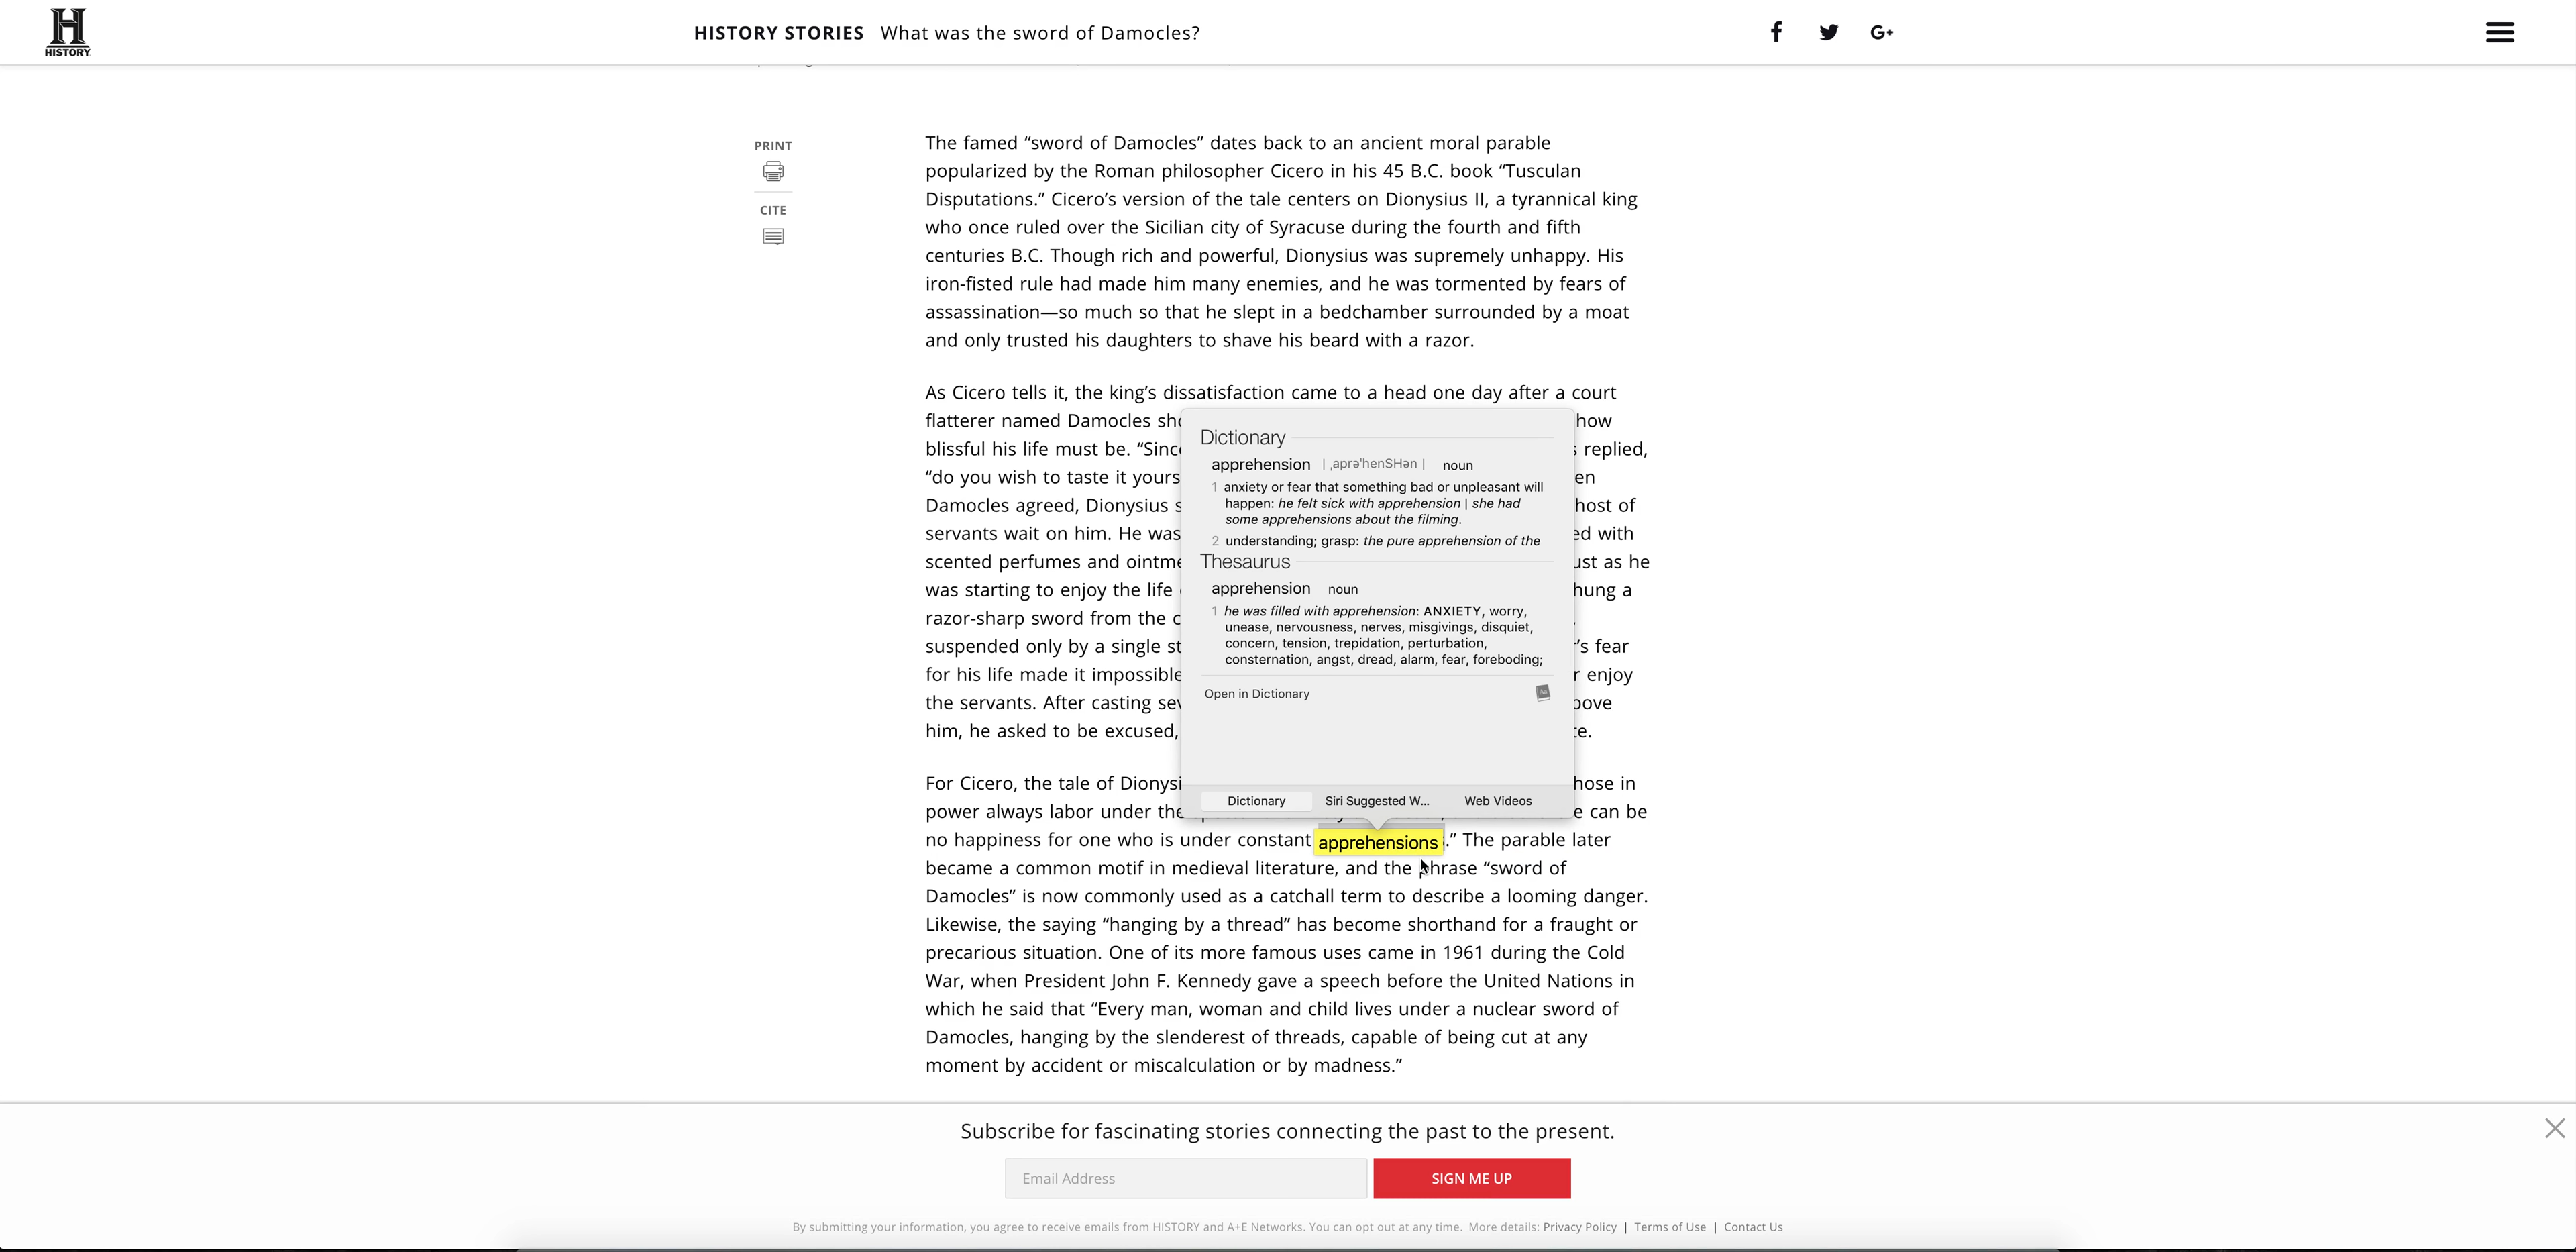 H
HISTORY
HISTORY STORIES What was the sword of Damocles?
f G+
PRINT
CITE
The famed “sword of Damocles” dates back to an ancient moral parable
popularized by the Roman philosopher Cicero in his 45 B.C. book “Tusculan
Disputations.” Cicero’s version of the tale centers on Dionysius II, a tyrannical king
who once ruled over the Sicilian city of Syracuse during the fourth and fifth
centuries B.C. Though rich and powerful, Dionysius was supremely unhappy. His
iron-fisted rule had made him many enemies, and he was tormented by fears of
assassination—so much so that he slept in a bedchamber surrounded by a moat
and only trusted his daughters to shave his beard with a razor.
As Cicero tells it, the king’s dissatisfaction came to a head one day after a court
flatterer named Damocles how
blissful his life must be. replied,
“do you wish to taste it
Damocles agreed, Dionysius host of
servants wait on him. He was with
scented perfumes and as he
was starting to enjoy the life hung a
razor-sharp sword from the
suspended only by a single fear
for his life made it impossible enjoy
the servants. After casting
him, he asked to be excused,
For Cicero, the tale of in
power always labor under the can be
no happiness for one who is under constant apprehensions .” The parable later
became a common motif in medieval literature, and the phrase “sword of
Damocles” is now commonly used as a catchall term to describe a looming danger.
Likewise, the saying “hanging by a thread” has become shorthand for a fraught or
precarious situation. One of its more famous uses came in 1961 during the Cold
War, when President John F. Kennedy gave a speech before the United Nations in
which he said that “Every man, woman and child lives under a nuclear sword of
Damocles, hanging by the slenderest of threads, capable of being cut at any
moment by accident or miscalculation or by madness.”
Dictionary
apprehension | ˌaprəˈhenSHən | noun
1 anxiety or fear that something bad or unpleasant will
happen: he felt sick with apprehension | she had
some apprehensions about the filming.
2 understanding; grasp: the pure apprehension of the
Thesaurus
apprehension noun
1 he was filled with apprehension: ANXIETY, worry,
unease, nervousness, nerves, misgivings, disquiet,
concern, tension, trepidation, perturbation,
consternation, angst, dread, alarm, fear, foreboding;
Open in Dictionary
Dictionary Siri Suggested W... Web Videos
Subscribe for fascinating stories connecting the past to the present.
Email Address SIGN ME UP
By submitting your information, you agree to receive emails from HISTORY and A+E Networks. You can opt out at any time. More details: Privacy Policy | Terms of Use | Contact Us